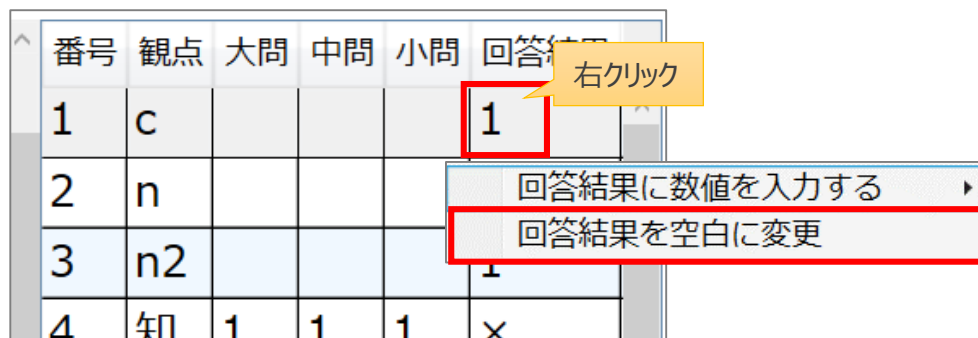 番号 観点 大問 中問 小問 回答結果
右クリック
1 c 1
2 n
回答結果に数値を入力する
回答結果を空白に変更
3 n2 1
4 知 1 1 1 ×